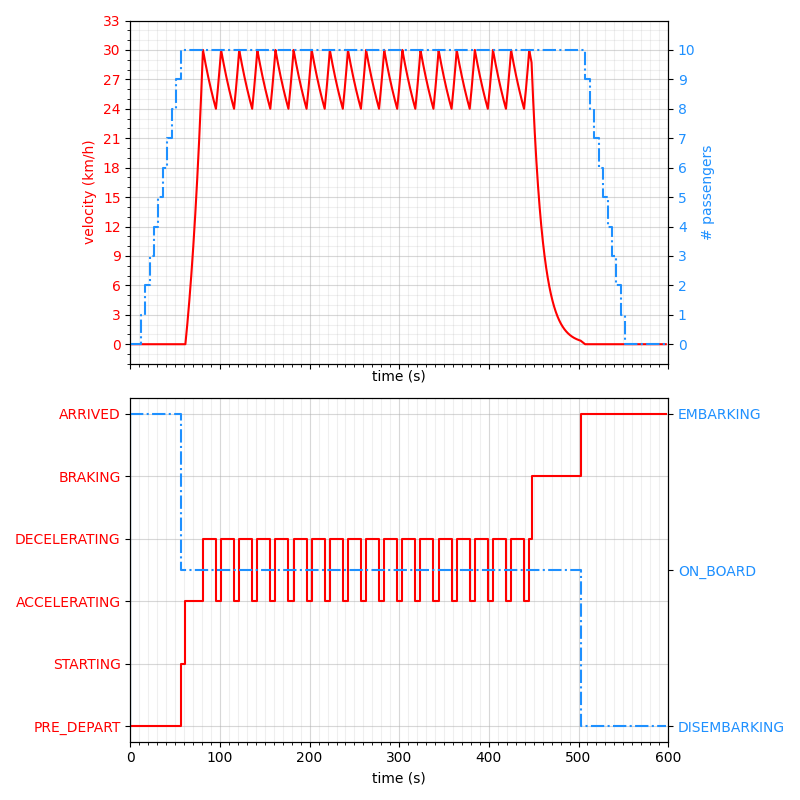 33
30
27
24
21
18
15
12
9
6
3
0
velocity (km/h)
10
9
8
7
6
5
4
3
2
1
0
# passengers
time (s)
ARRIVED
BRAKING
DECELERATING
ACCELERATING
STARTING
PRE_DEPART
EMBARKING
ON_BOARD
DISEMBARKING
0 100 200 300 400 500 600
time (s)